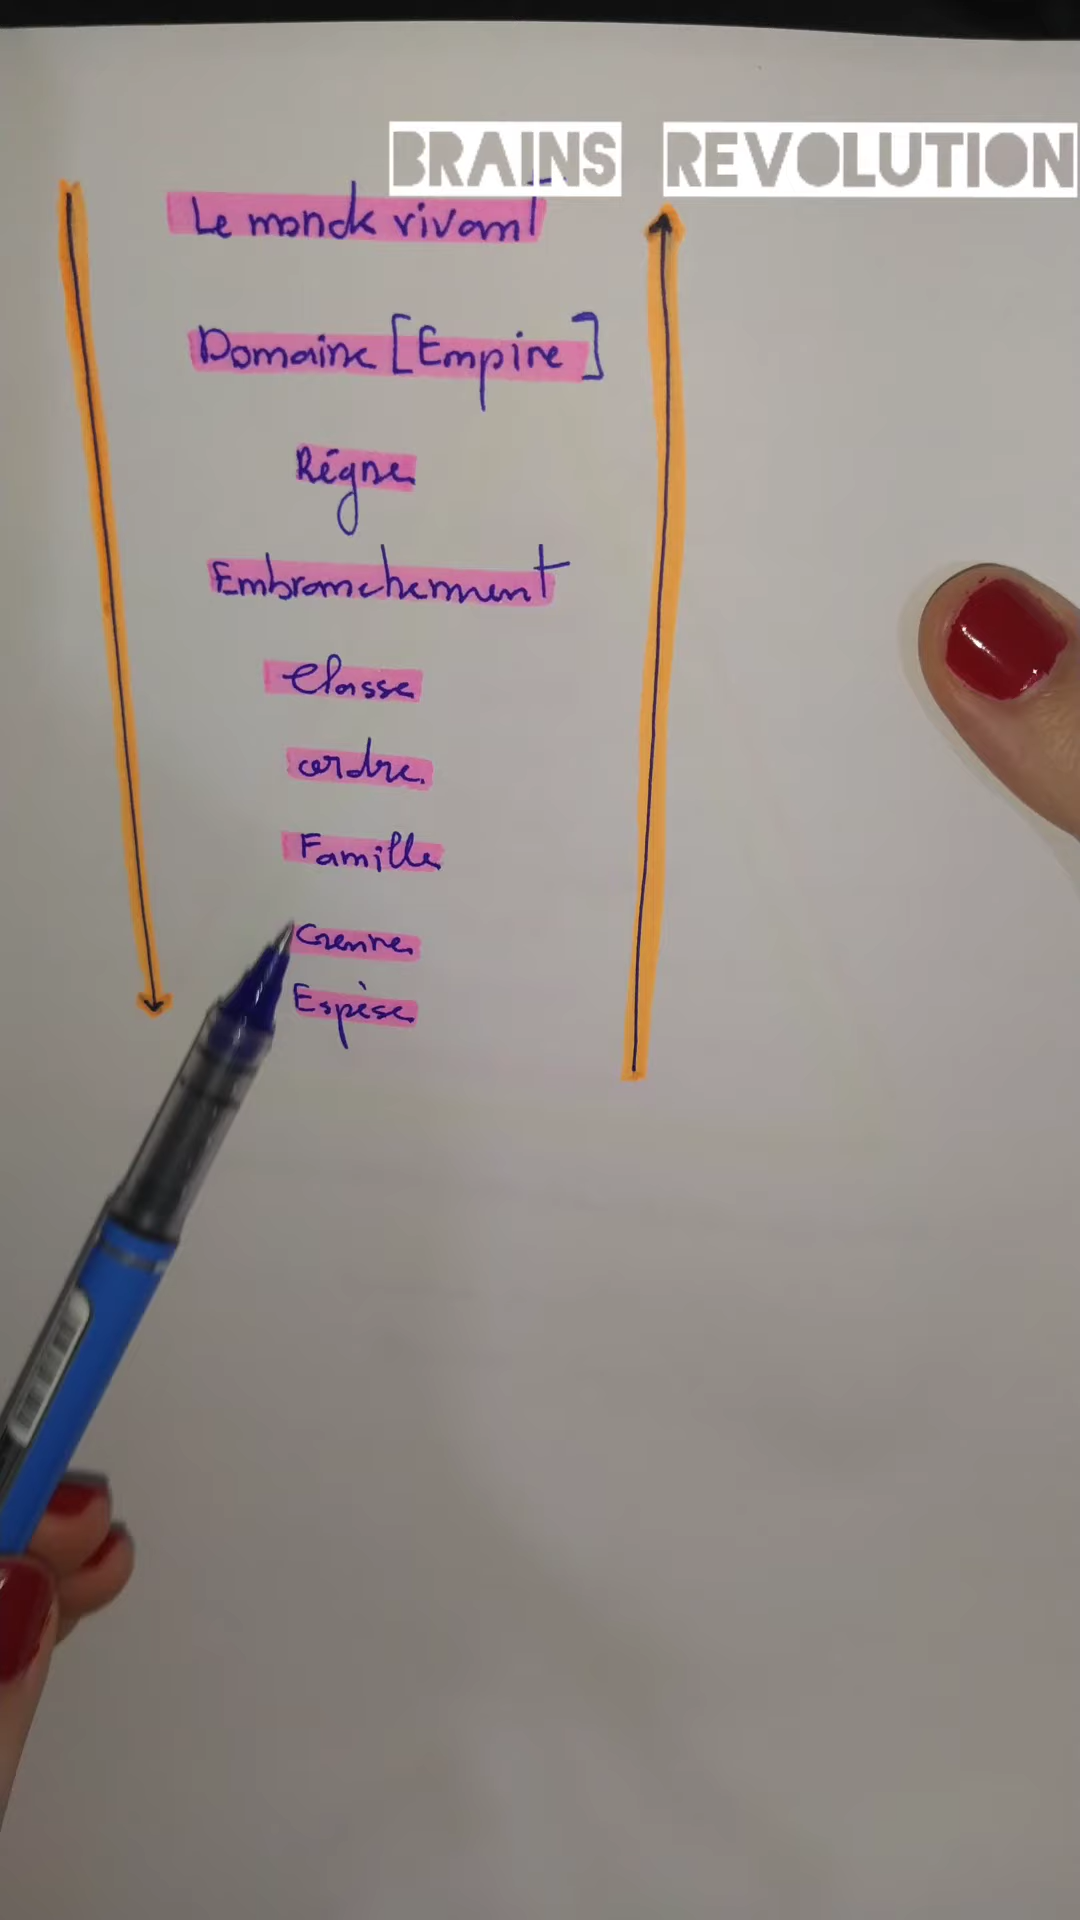 BRAINS REVOLUTION
Le monde vivant
Domaine [Empire]
Règne
Embranchement
Classe
ordre
Famille
Genre
Espèse